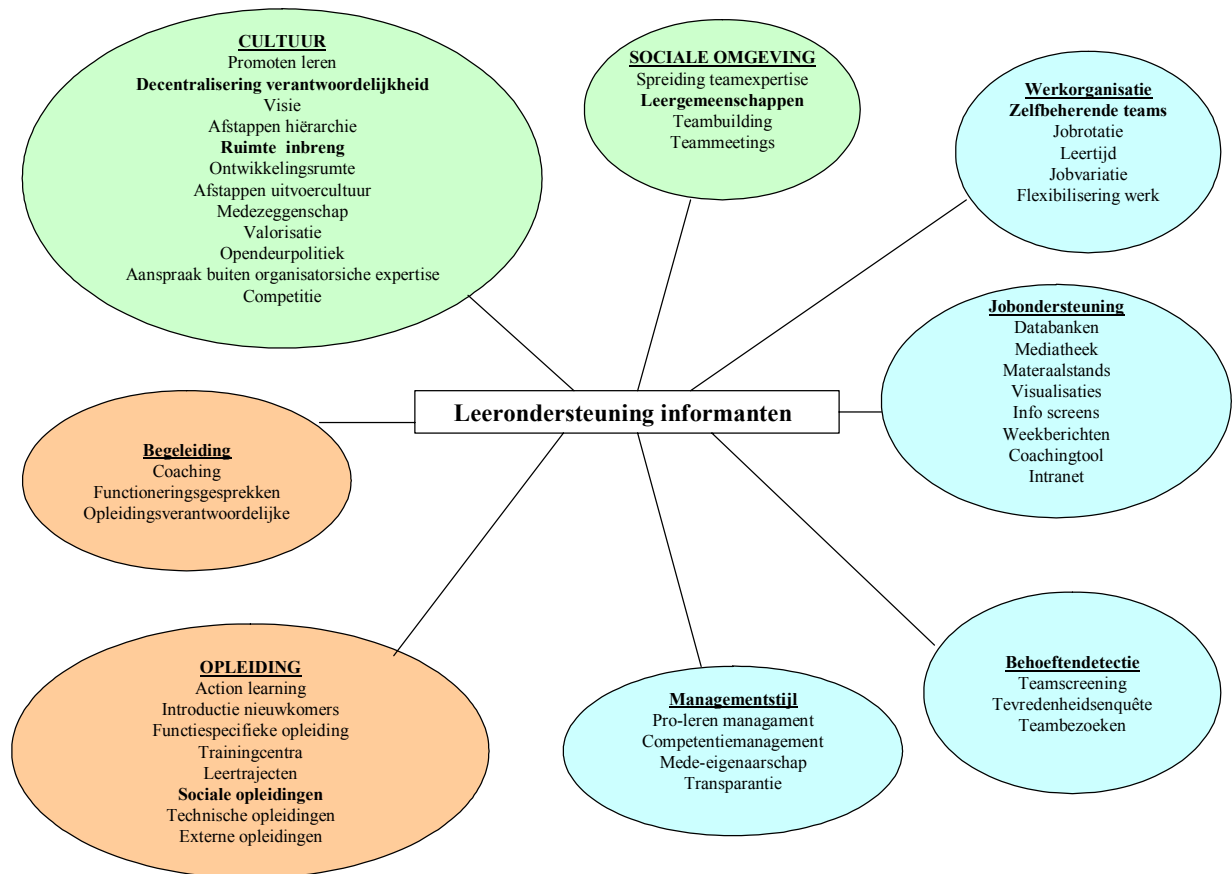 CULTUUR
Promoten leren
Decentralisering verantwoordelijkheid
Visie
Afstappen hiërarchie
Ruimte inbreng
Ontwikkelingsrumte
Afstappen uitvoercultuur
Medezeggenschap
Valorisatie
Opendeurpolitiek
Aanspraak buiten organisatorsiche expertise
Competitie
SOCIALE OMGEVING
Spreiding teamexpertise
Leergemeenschappen
Teambuilding
Teammeetings
Werkorganisatie
Zelfbeherende teams
Jobrotatie
Leertijd
Jobvariatie
Flexibilisering werk
Jobondersteuning
Databanken
Mediatheek
Materaalstands
Visualisaties
Info screens
Weekberichten
Coachingtool
Intranet
Leerondersteuning informanten
Begeleiding
Coaching
Functioneringsgesprekken
Opleidingsverantwoordelijke
OPLEIDING
Action learning
Introductie nieuwkomers
Functiespecifieke opleiding
Trainingcentra
Leertrajecten
Sociale opleidingen
Technische opleidingen
Externe opleidingen
Managementstijl
Pro-leren managament
Competentiemanagement
Mede-eigenaarschap
Transparantie
Behoeftendetectie
Teamscreening
Tevredenheidsenquête
Teambezoeken